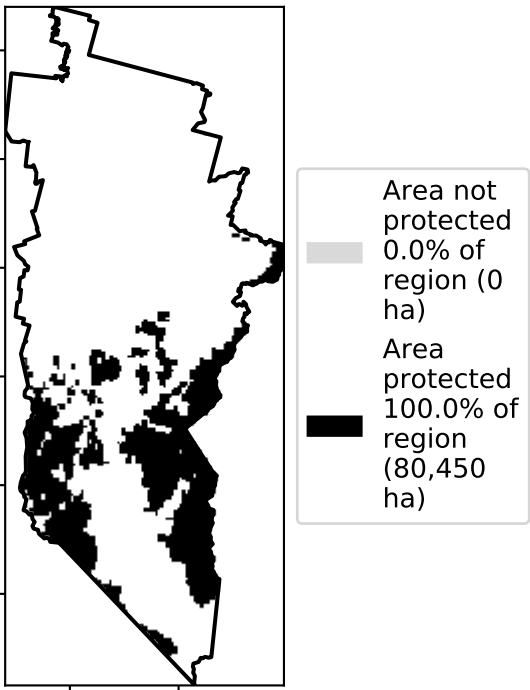 Area not
protected
0.0% of
region (0
ha)
Area
protected
100.0% of
region
(80,450
ha)